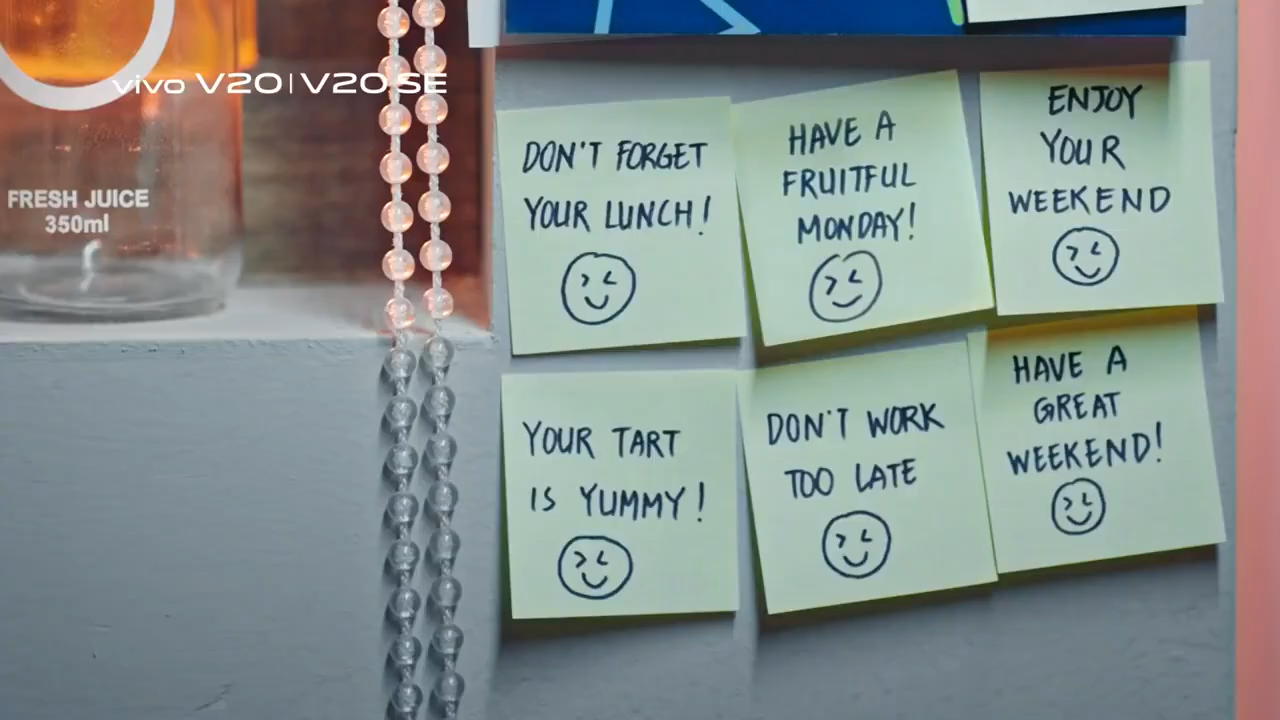 vivo V20 | V20 SE
FRESH JUICE
350ml
DON'T FORGET
YOUR LUNCH!
HAVE A
FRUITFUL
MONDAY!
ENJOY
YOUR
WEEKEND
YOUR TART
IS YUMMY!
DON'T WORK
TOO LATE
HAVE A
GREAT
WEEKEND!